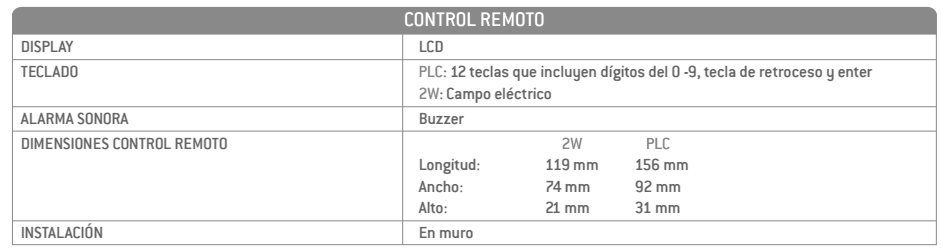 CONTROL REMOTO
DISPLAY LCD
TECLADO PLC: 12 teclas que incluyen dígitos del 0 -9, tecla de retroceso y enter
2W: Campo eléctrico
ALARMA SONORA Buzzer
DIMENSIONES CONTROL REMOTO 2W PLC
Longitud: 119 mm 156 mm
Ancho: 74 mm 92 mm
Alto: 21 mm 31 mm
INSTALACIÓN En muro